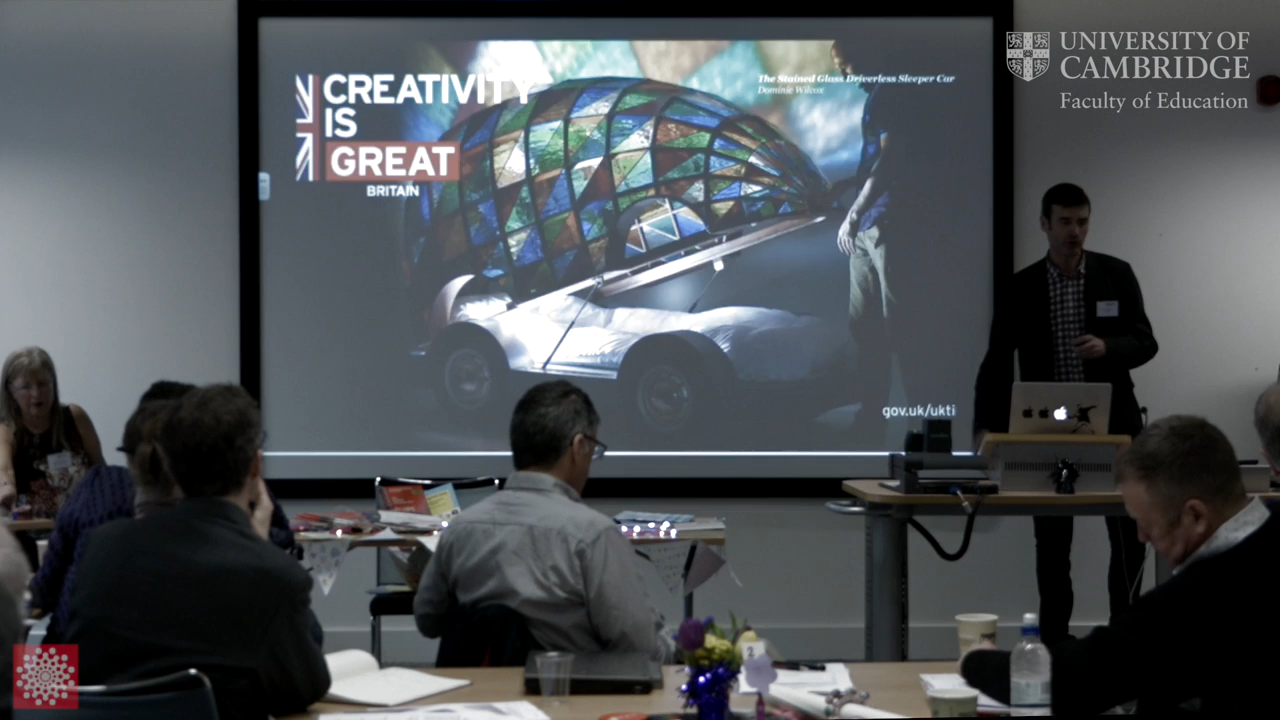 CREATIVITY
IS
GREAT
BRITAIN
The Stained Glass Driverless Sleeper Car
Dominic Wilcox
gov.uk/ukti
UNIVERSITY OF
CAMBRIDGE
Faculty of Education
2